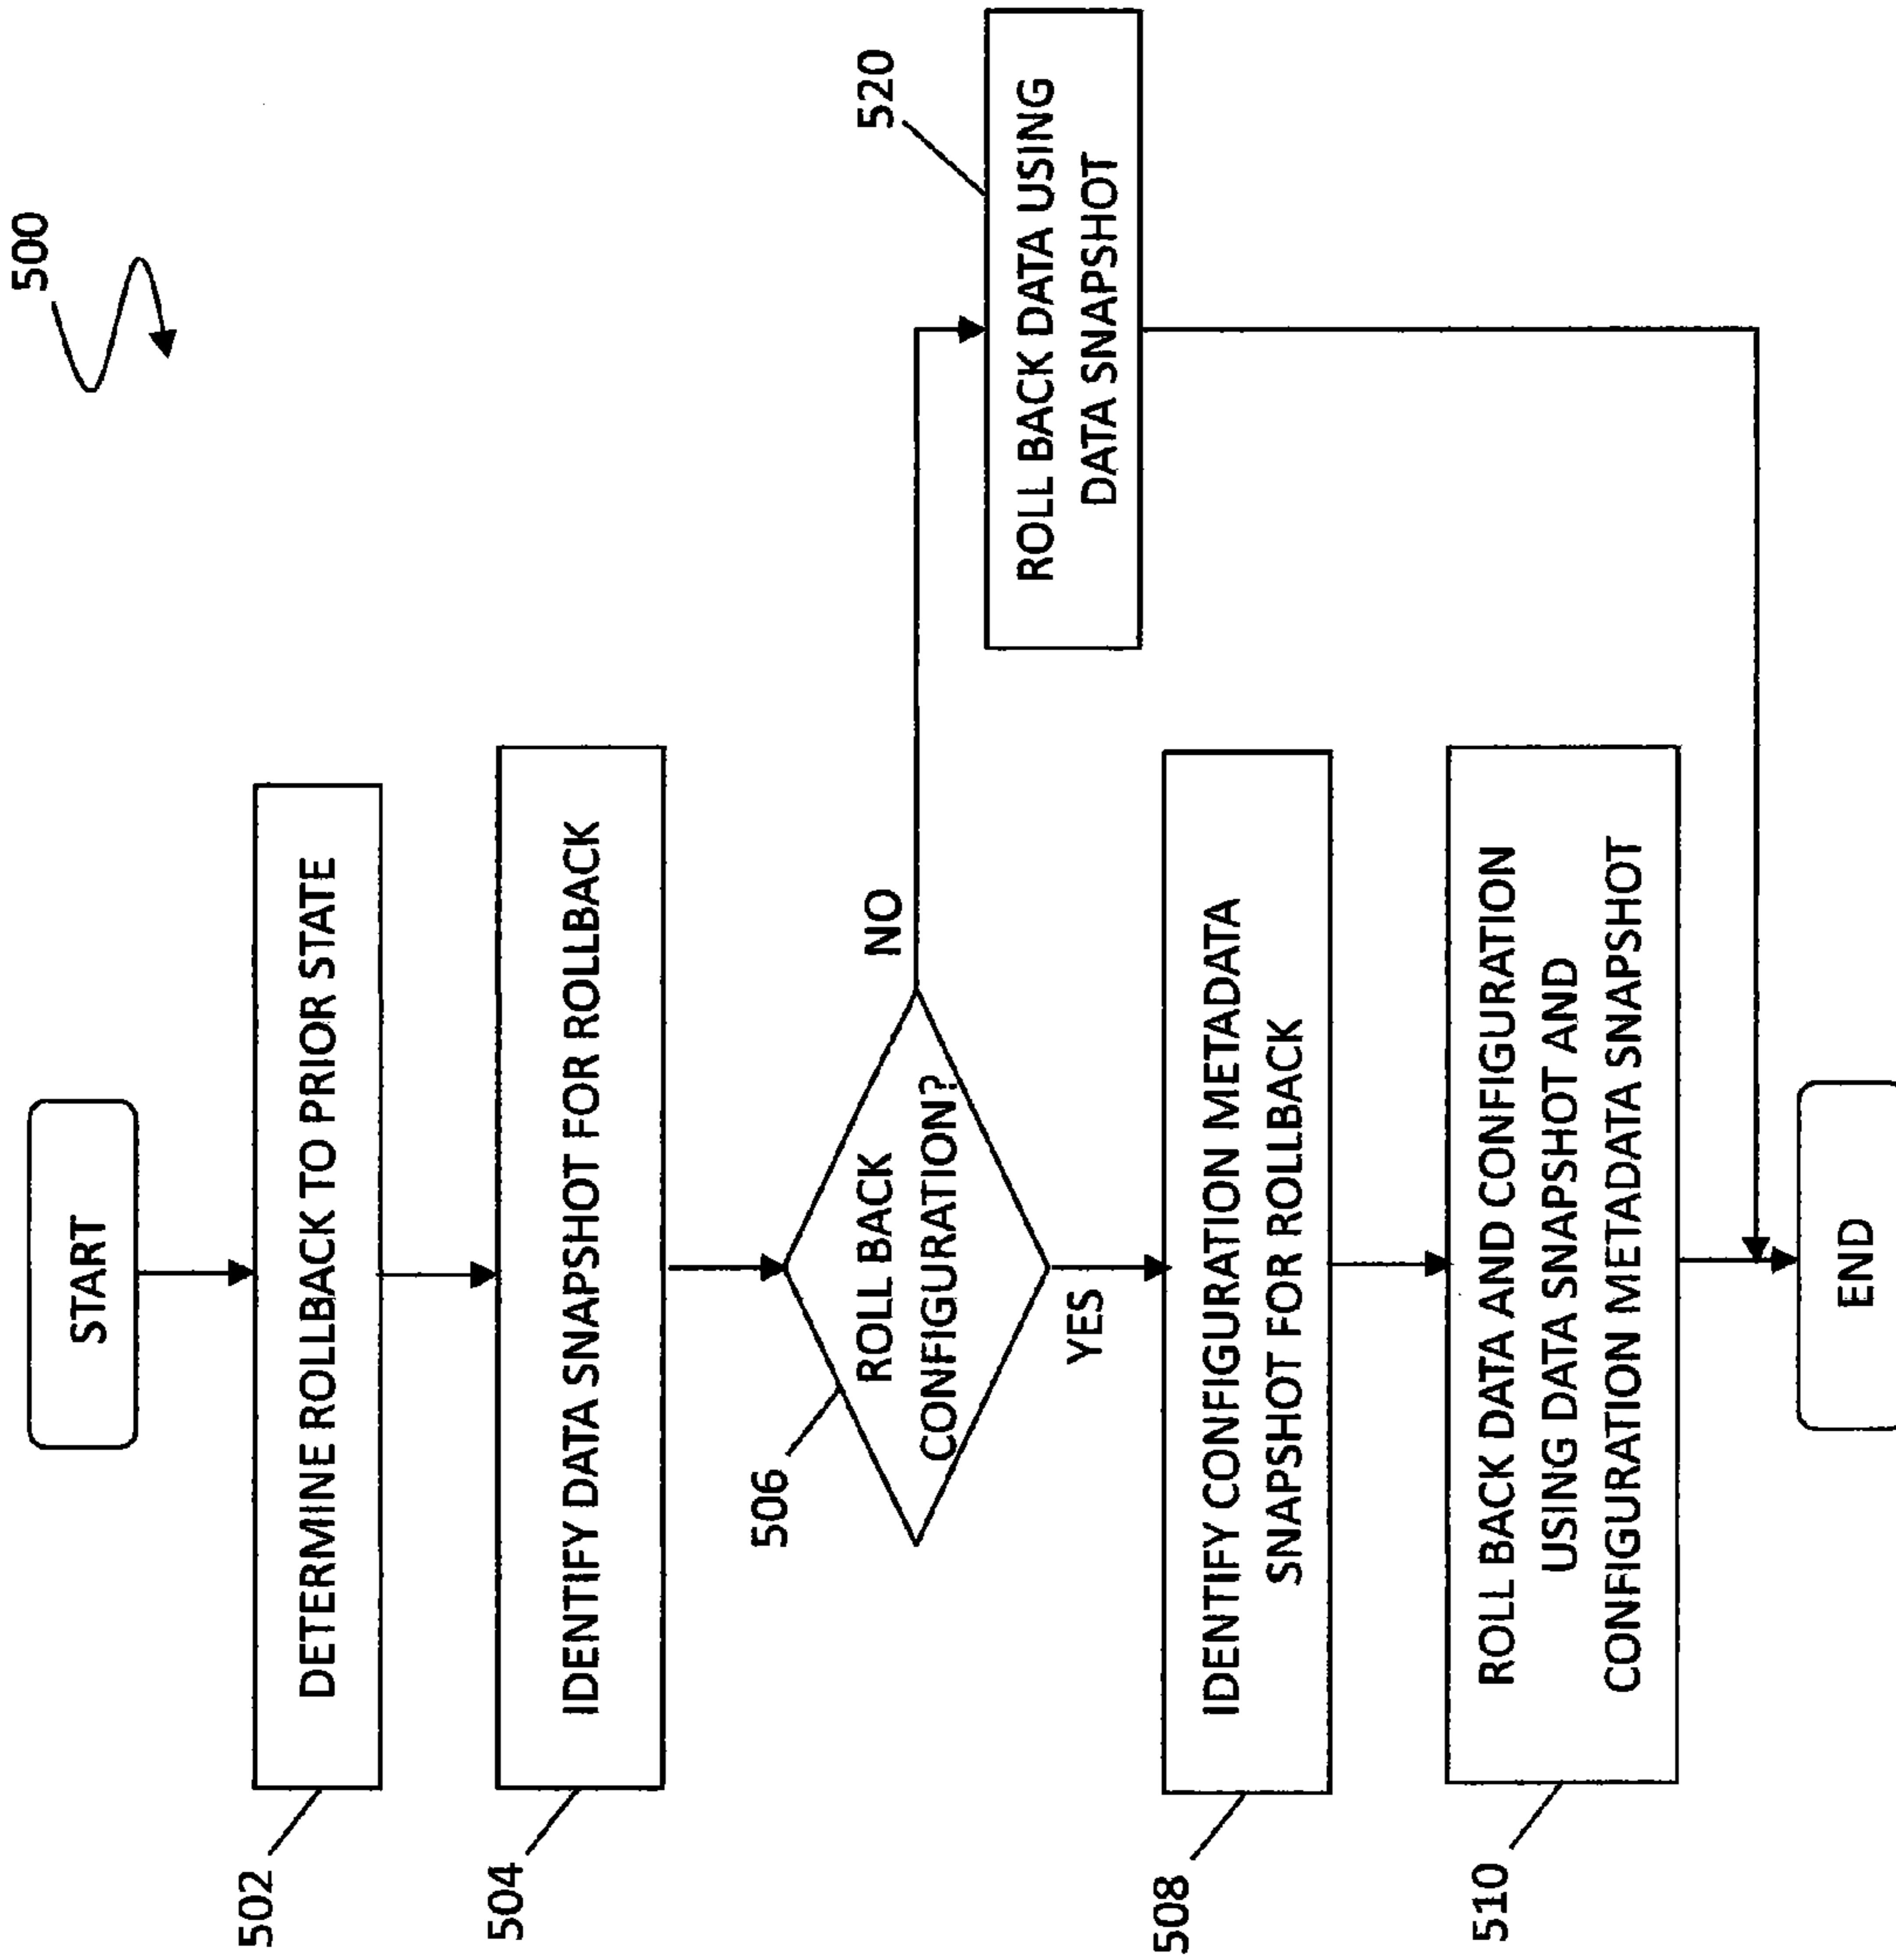 500
START
502
DETERMINE ROLLBACK TO PRIOR STATE
504
IDENTIFY DATA SNAPSHOT FOR ROLLBACK
506
ROLL BACK
CONFIGURATION?
NO
520
ROLL BACK DATA USING
DATA SNAPSHOT
YES
508
IDENTIFY CONFIGURATION METADATA
SNAPSHOT FOR ROLLBACK
510
ROLL BACK DATA AND CONFIGURATION
USING DATA SNAPSHOT AND
CONFIGURATION METADATA SNAPSHOT
END